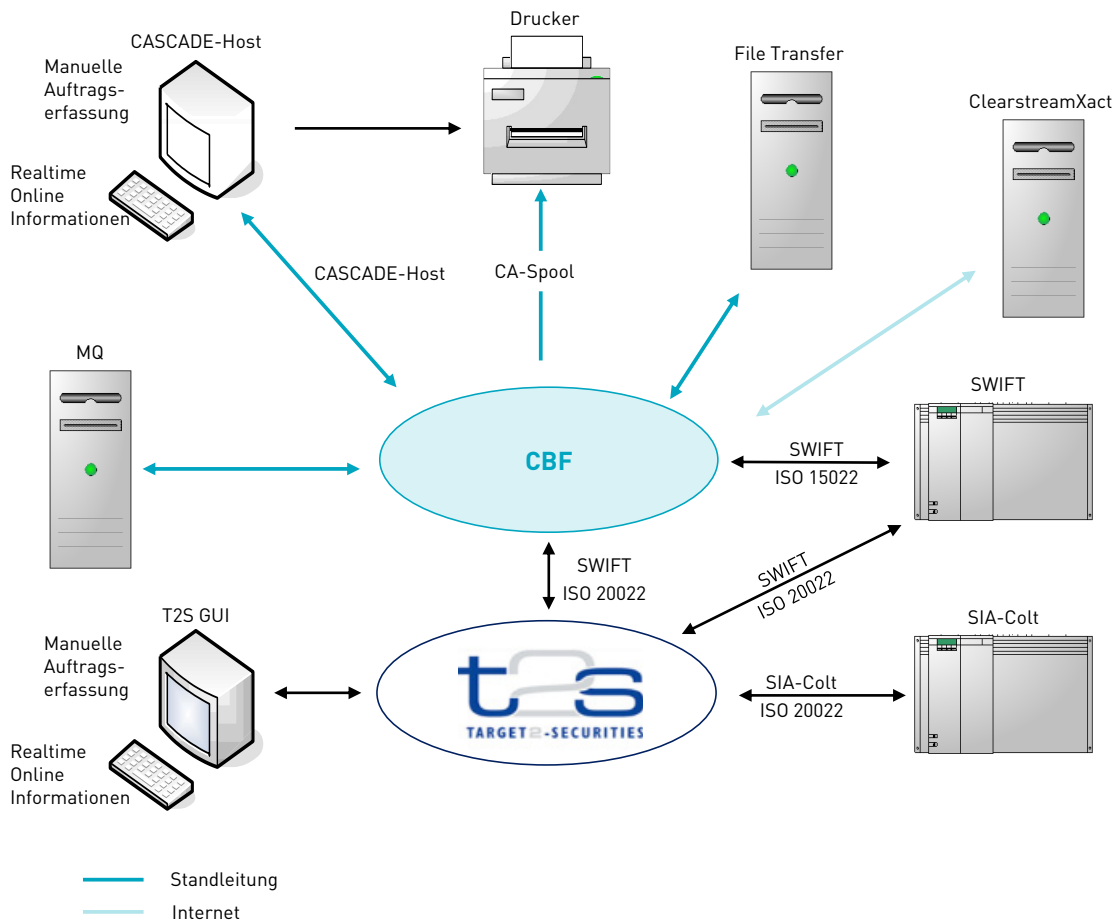 Drucker
CASCADE-Host
File Transfer
Manuelle
Auftrags-
erfassung
ClearstreamXact
Realtime
Online
Informationen
CASCADE-Host
CA-Spool
MQ
SWIFT
CBF
SWIFT
ISO 15022
SWIFT
ISO 20022
SWIFT
ISO 20022
T2S GUI
SIA-Colt
Manuelle
Auftrags-
erfassung
t2s
TARGET2-SECURITIES
SIA-Colt
ISO 20022
Realtime
Online
Informationen
Standleitung
Internet